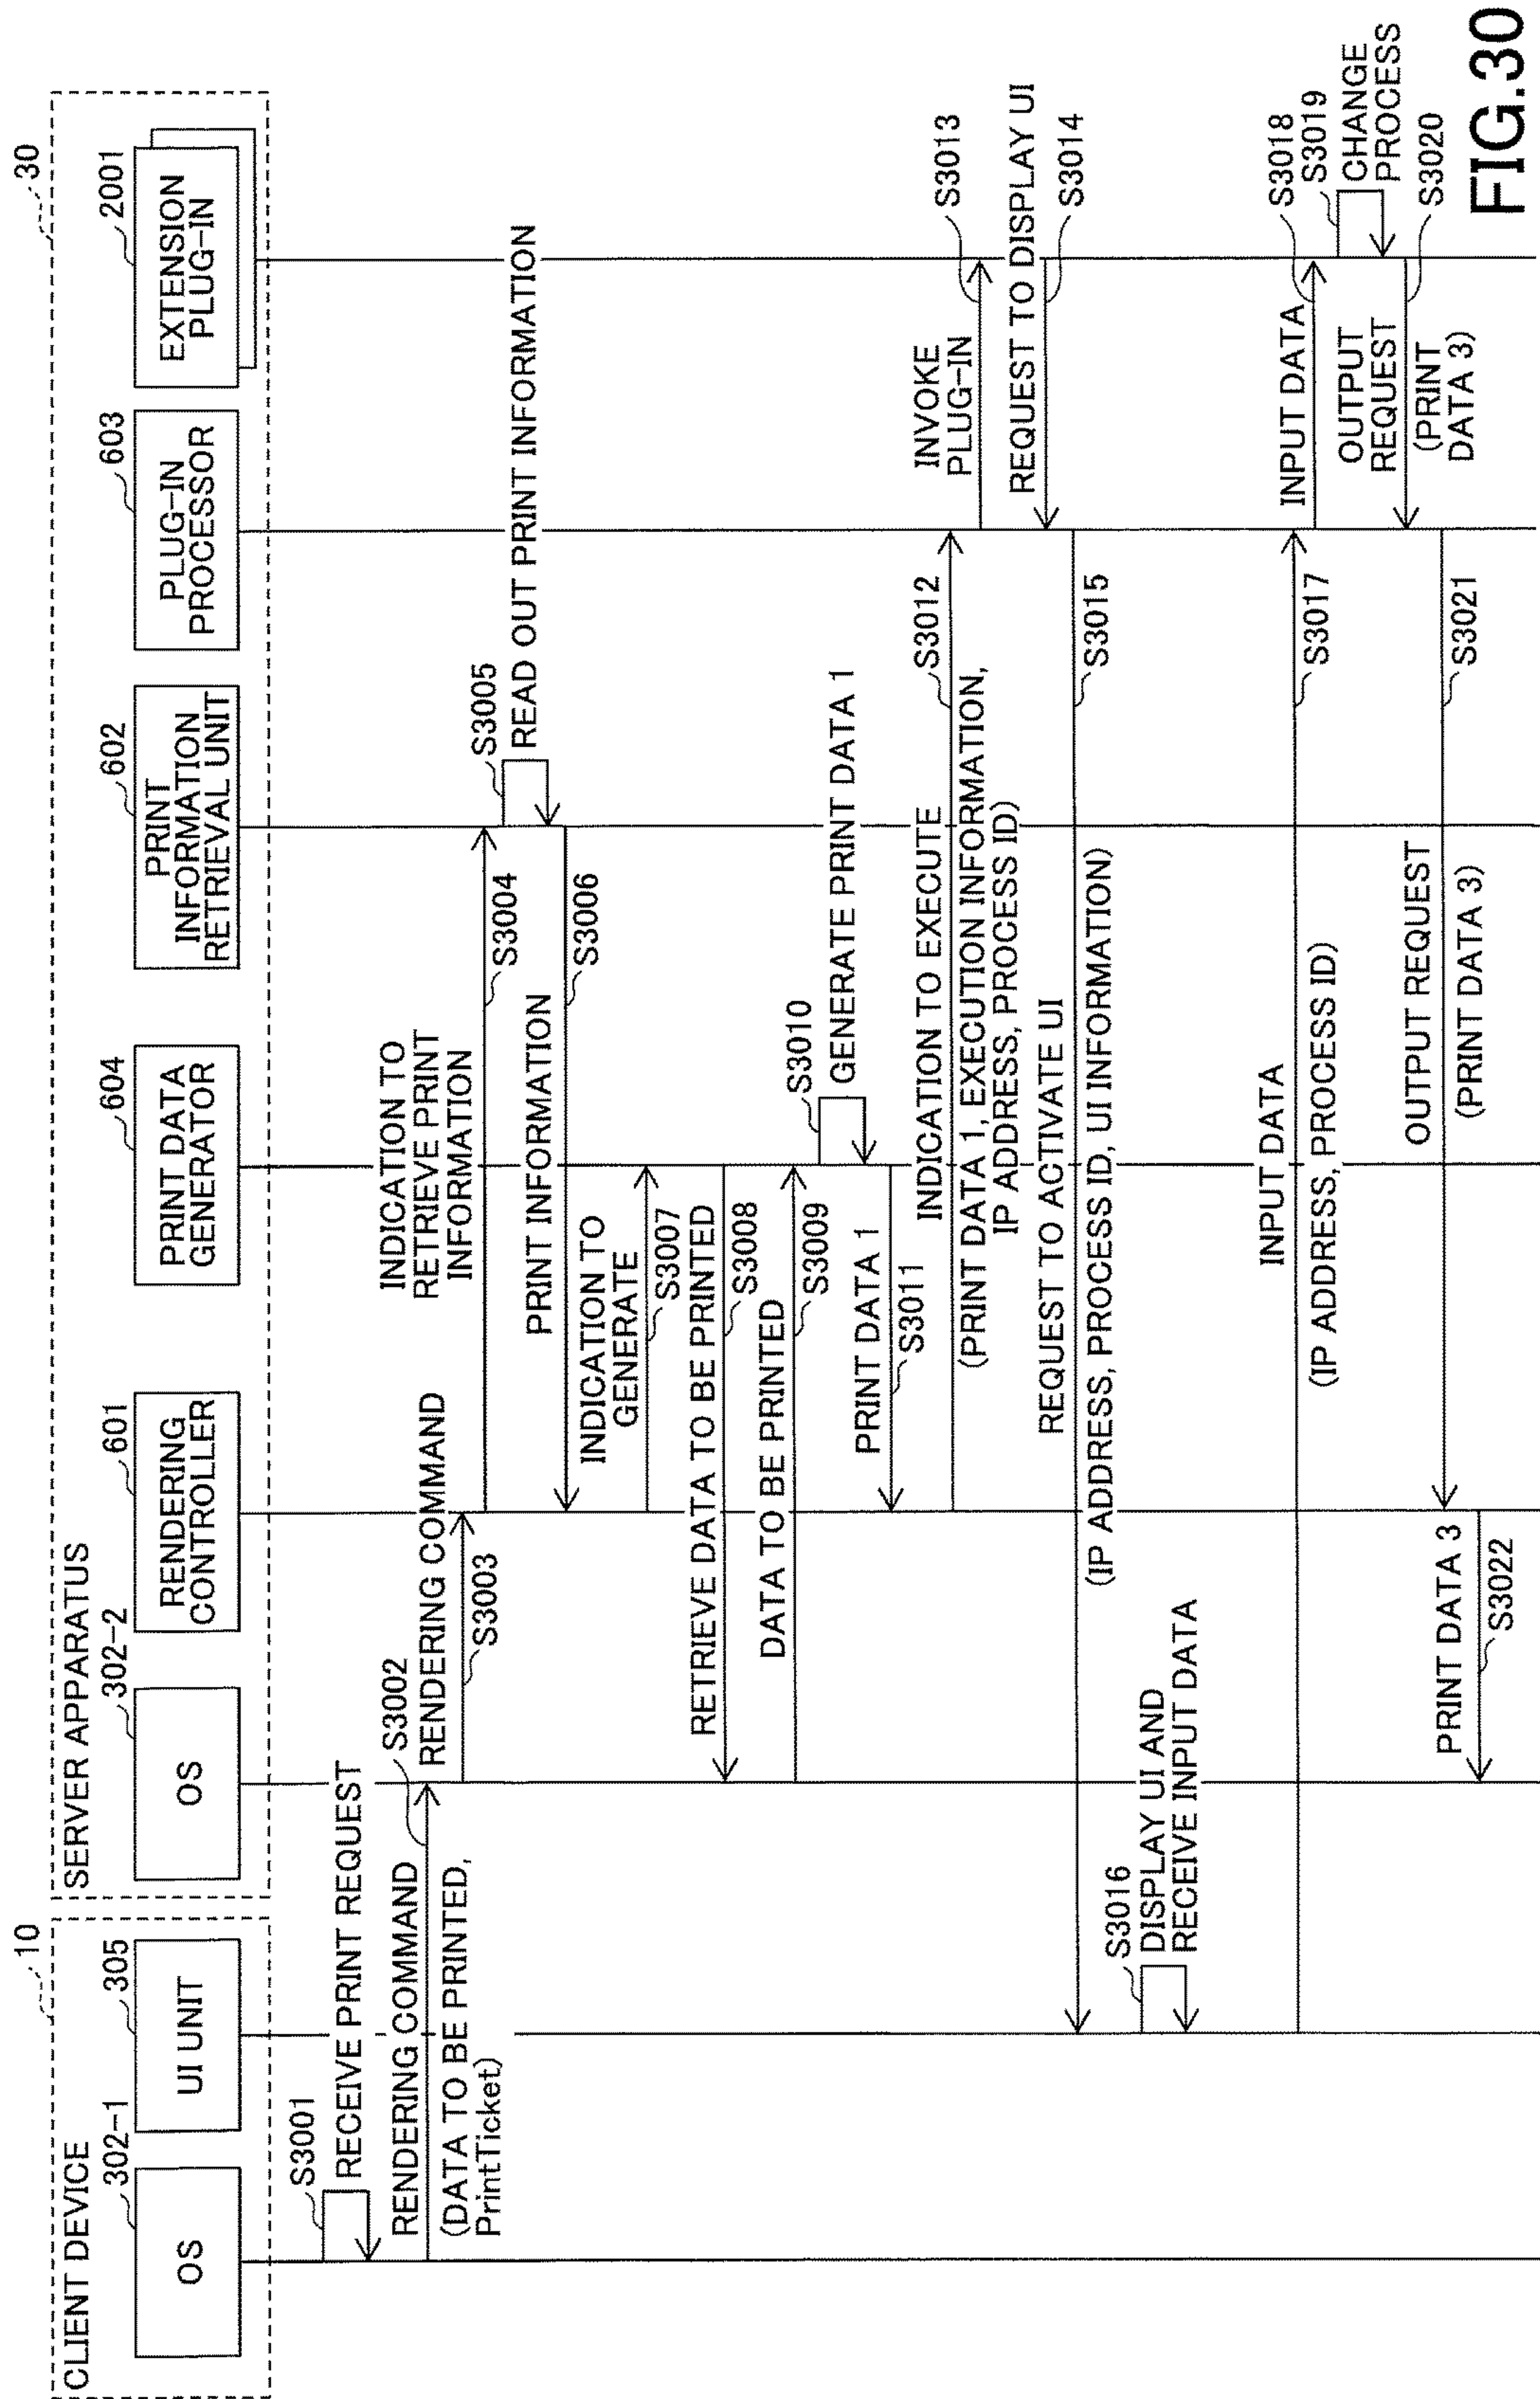 CLIENT DEVICE
10
302-1
OS
305
UI UNIT
SERVER APPARATUS
30
302-2
OS
601
RENDERING
CONTROLLER
604
PRINT DATA
GENERATOR
602
PRINT
INFORMATION
RETRIEVAL UNIT
603
PLUG-IN
PROCESSOR
2001
EXTENSION
PLUG-IN
S3001
RECEIVE PRINT REQUEST
RENDERING COMMAND
S3002
(DATA TO BE PRINTED,
PrintTicket)
RENDERING COMMAND
S3003
INDICATION TO
RETRIEVE PRINT
INFORMATION
S3004
S3005
READ OUT PRINT INFORMATION
PRINT INFORMATION
S3006
INDICATION TO
GENERATE
S3007
RETRIEVE DATA TO BE PRINTED
S3008
DATA TO BE PRINTED
S3009
S3010
GENERATE PRINT DATA 1
PRINT DATA 1
S3011
INDICATION TO EXECUTE
S3012
(PRINT DATA 1, EXECUTION INFORMATION,
IP ADDRESS, PROCESS ID)
INVOKE
PLUG-IN
S3013
REQUEST TO DISPLAY UI
S3014
REQUEST TO ACTIVATE UI
S3015
(IP ADDRESS, PROCESS ID, UI INFORMATION)
S3016
DISPLAY UI AND
RECEIVE INPUT DATA
INPUT DATA
S3017
(IP ADDRESS, PROCESS ID)
INPUT DATA
S3018
S3019
CHANGE
PROCESS
OUTPUT
REQUEST
S3020
(PRINT
DATA 3)
OUTPUT REQUEST
S3021
(PRINT DATA 3)
PRINT DATA 3
S3022
FIG.30